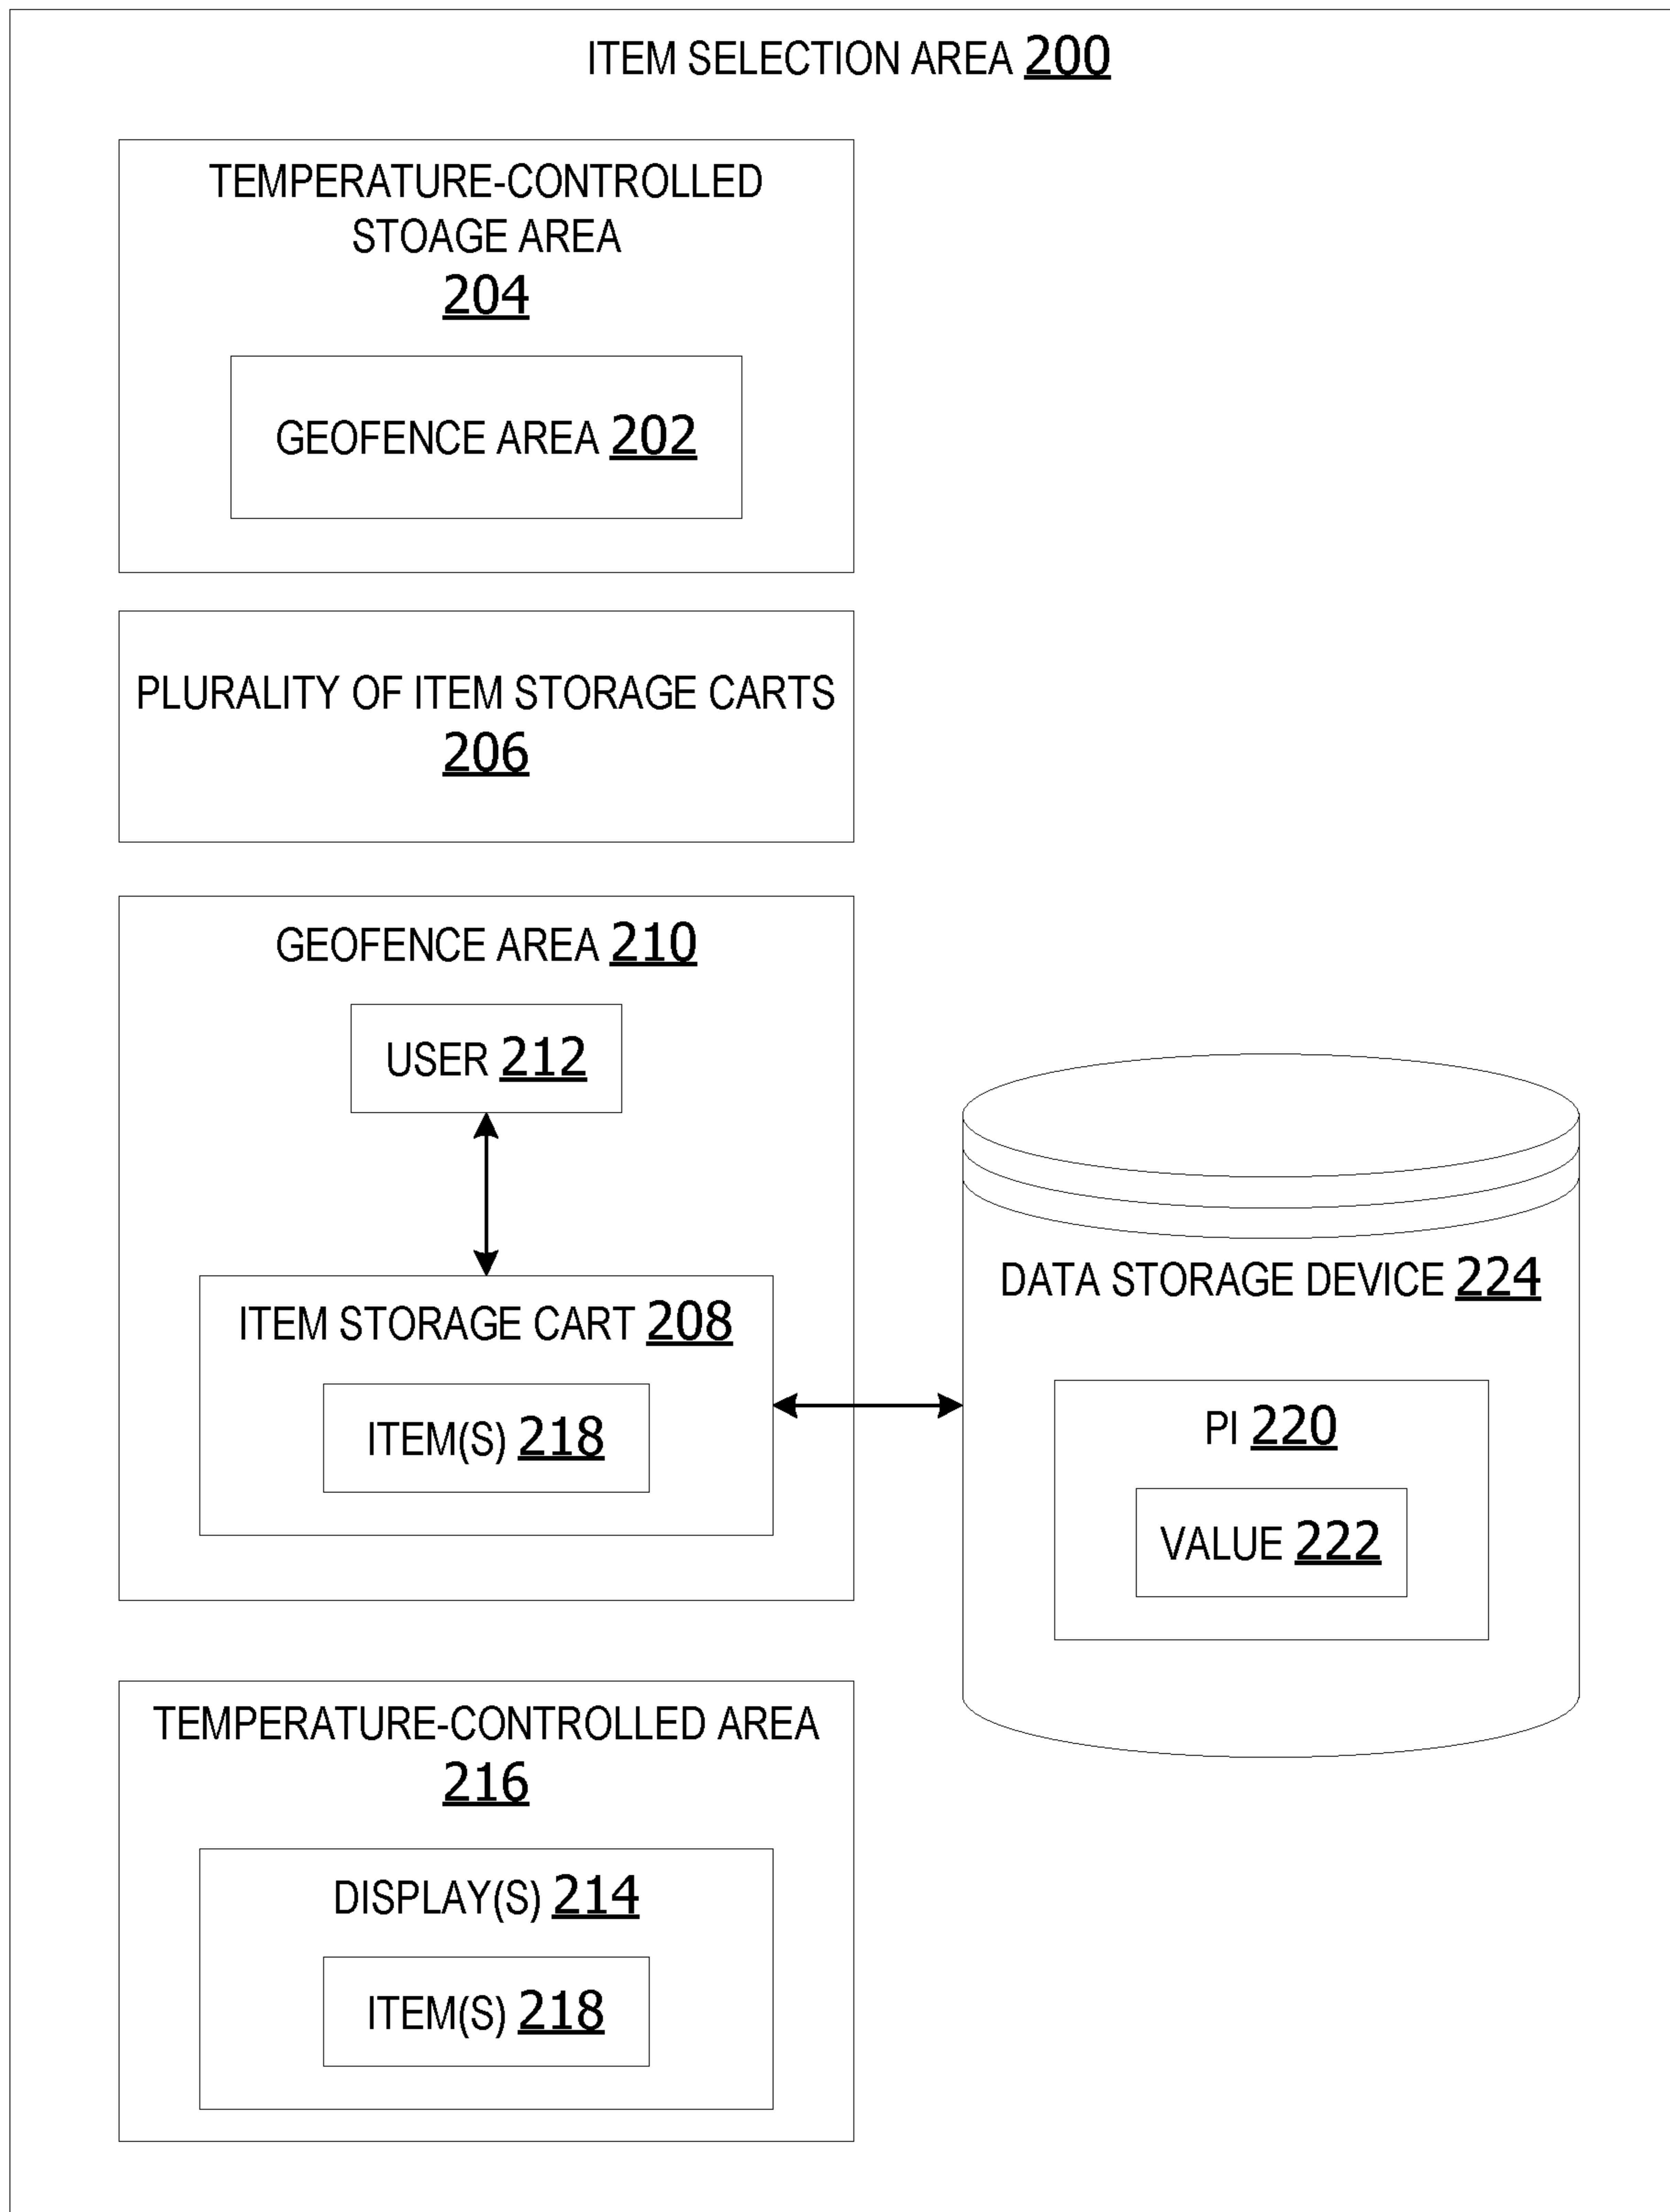 ITEM SELECTION AREA 200
TEMPERATURE-CONTROLLED
STOAGE AREA
204
GEOFENCE AREA 202
PLURALITY OF ITEM STORAGE CARTS
206
GEOFENCE AREA 210
USER 212
ITEM STORAGE CART 208
ITEM(S) 218
DATA STORAGE DEVICE 224
PI 220
VALUE 222
TEMPERATURE-CONTROLLED AREA
216
DISPLAY(S) 214
ITEM(S) 218